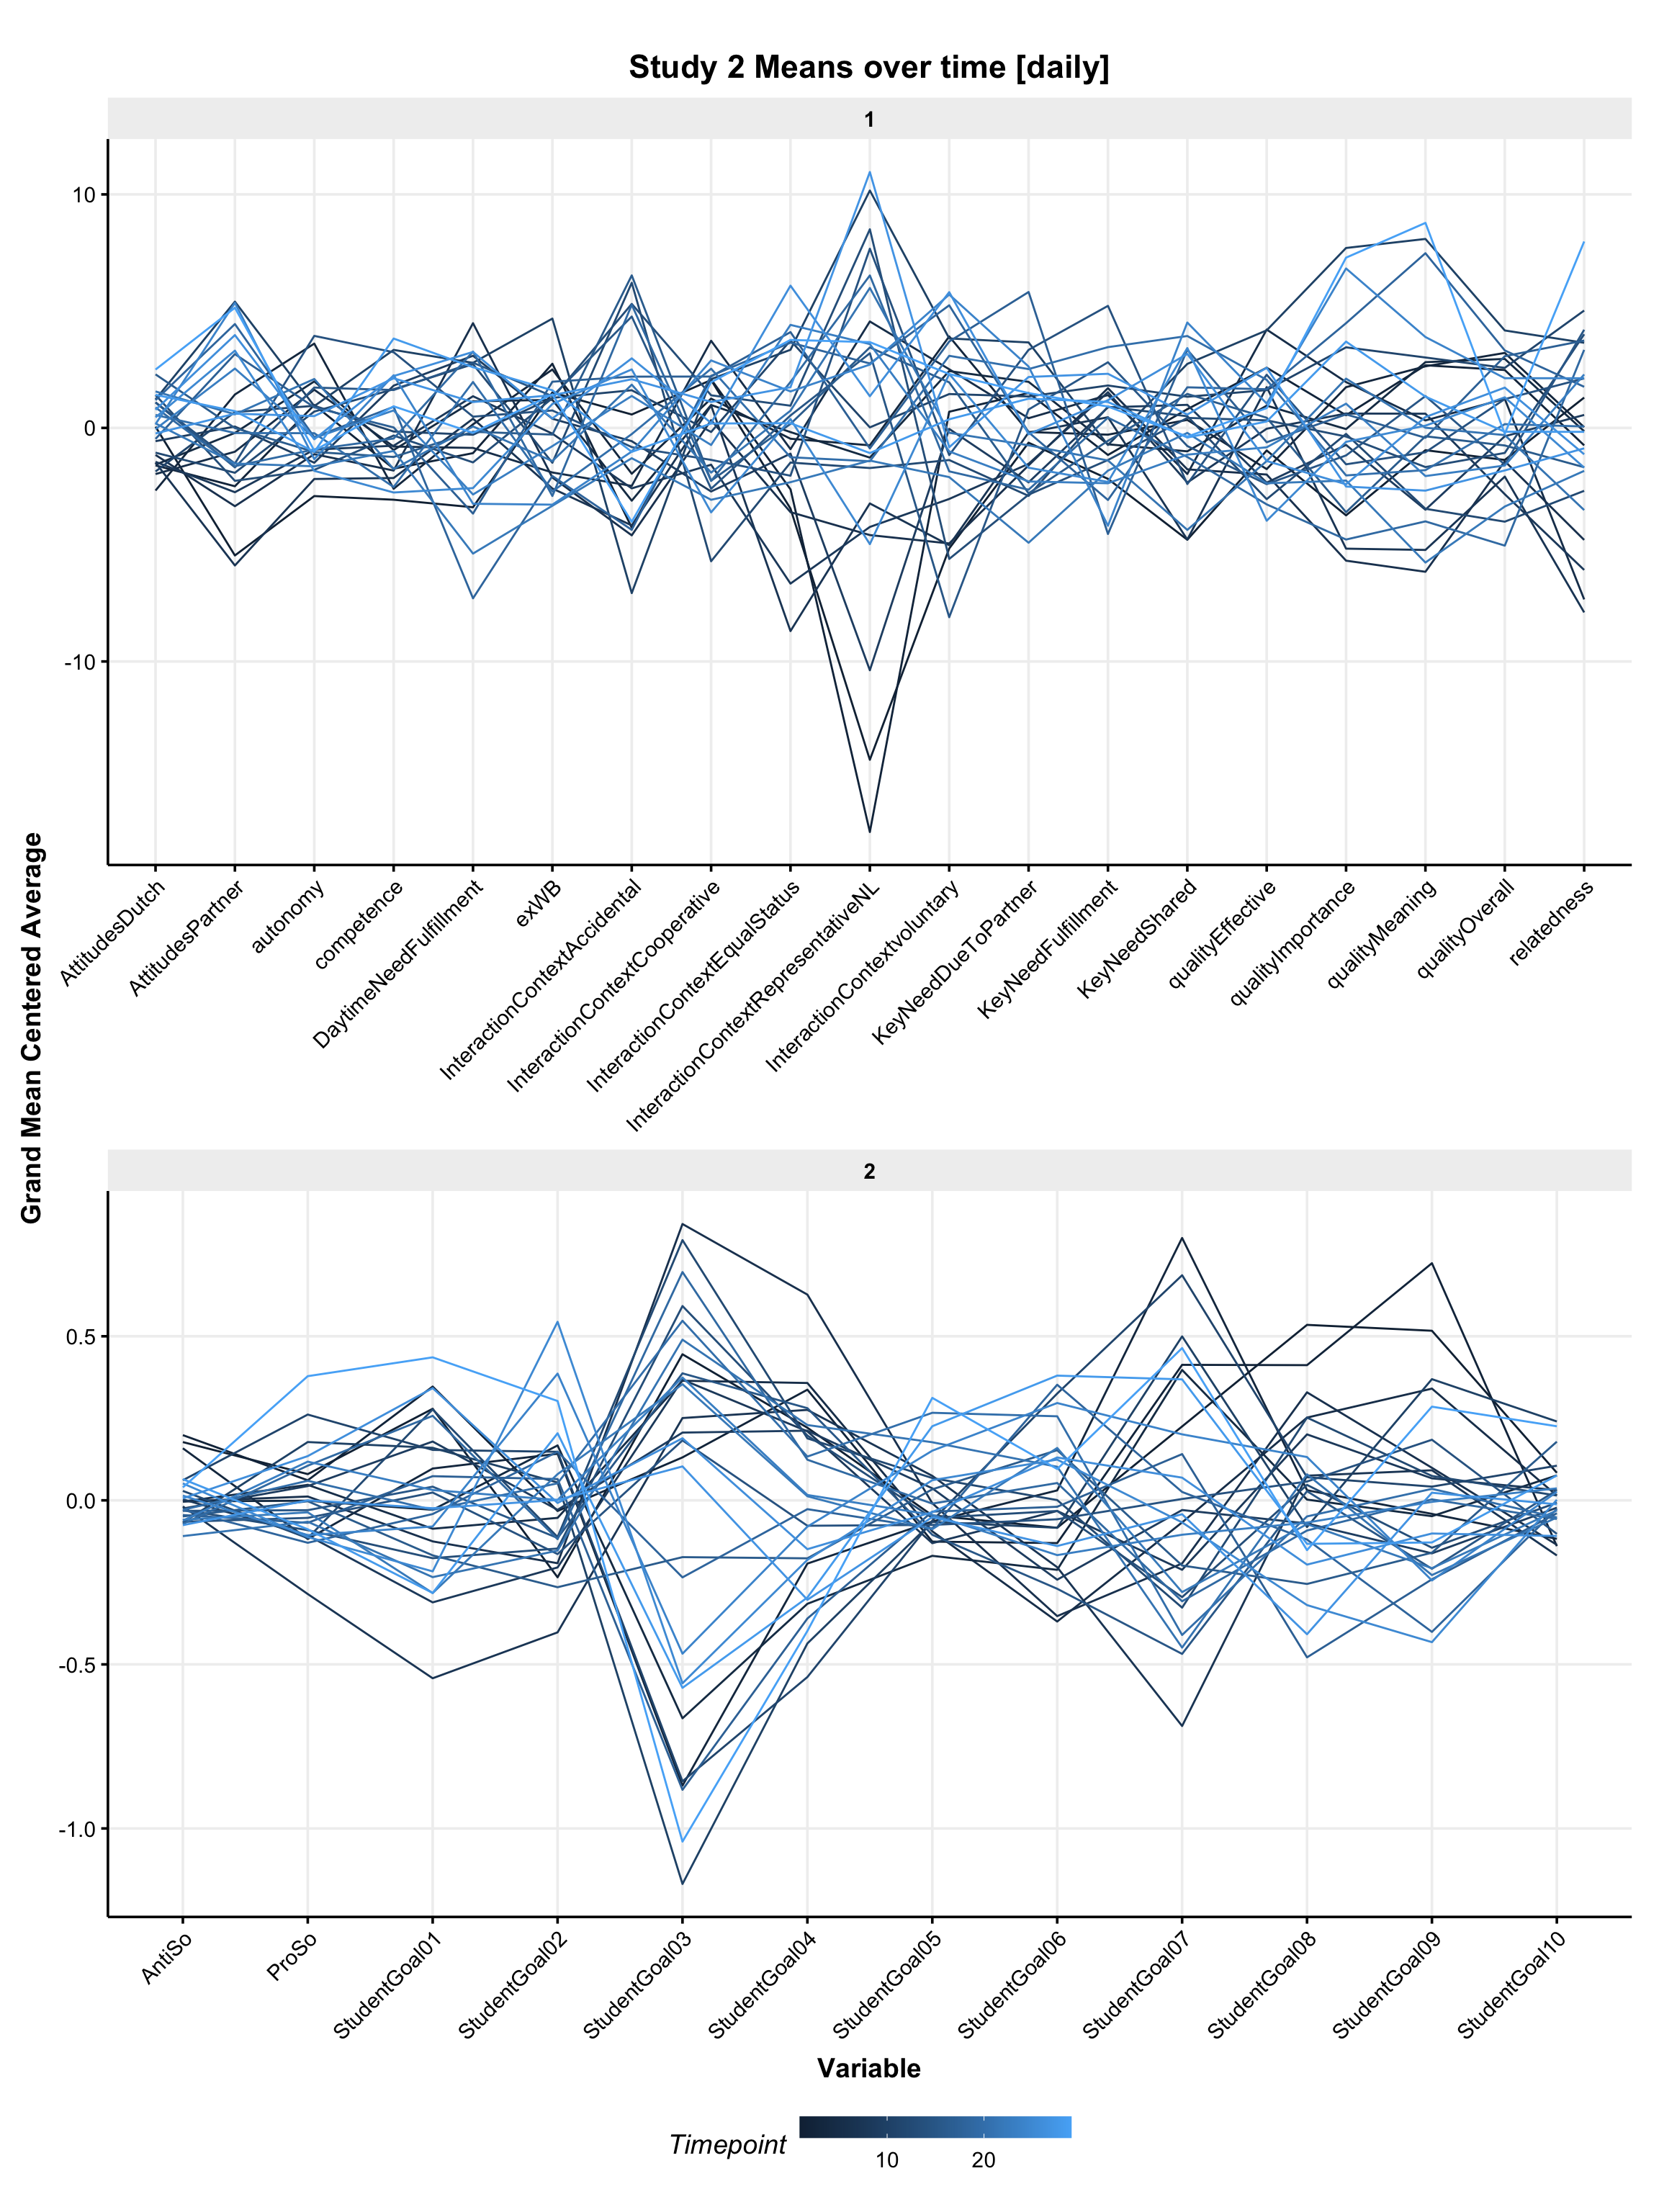 Study 2 Means over time [daily]
1
10
0
-10
AttitudesDutch
AttitudesPartner
autonomy
competence
DaytimeNeedFulfillment
exWB
InteractionContextAccidental
InteractionContextCooperative
InteractionContextEqualStatus
InteractionContextRepresentativeNL
InteractionContextvoluntary
KeyNeedDueToPartner
KeyNeedFulfillment
KeyNeedShared
qualityEffective
qualityImportance
qualityMeaning
qualityOverall
relatedness
Grand Mean Centered Average
2
0.5
0.0
-0.5
-1.0
AntiSo
ProSo
StudentGoal01
StudentGoal02
StudentGoal03
StudentGoal04
StudentGoal05
StudentGoal06
StudentGoal07
StudentGoal08
StudentGoal09
StudentGoal10
Variable
Timepoint
10
20